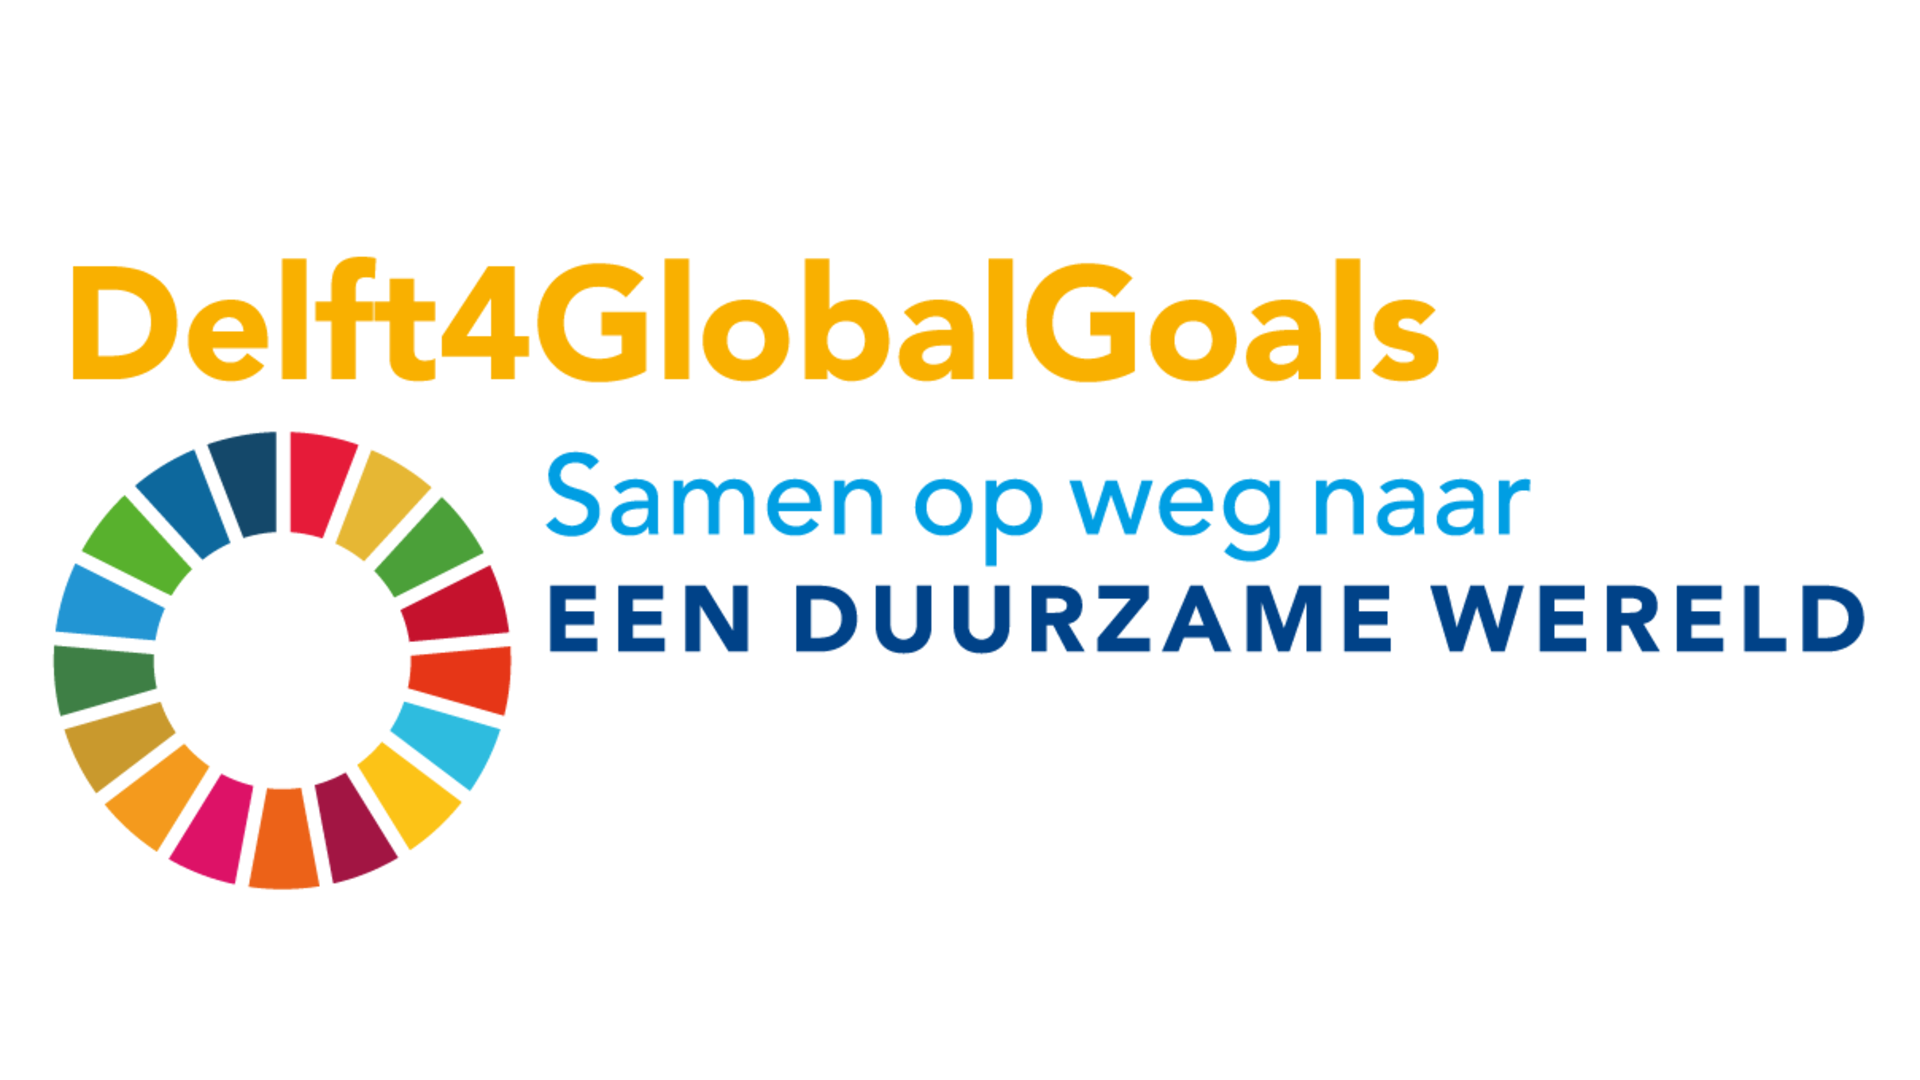 Delft4GlobalGoals
Samen op weg naar
EEN DUURZAME WERELD